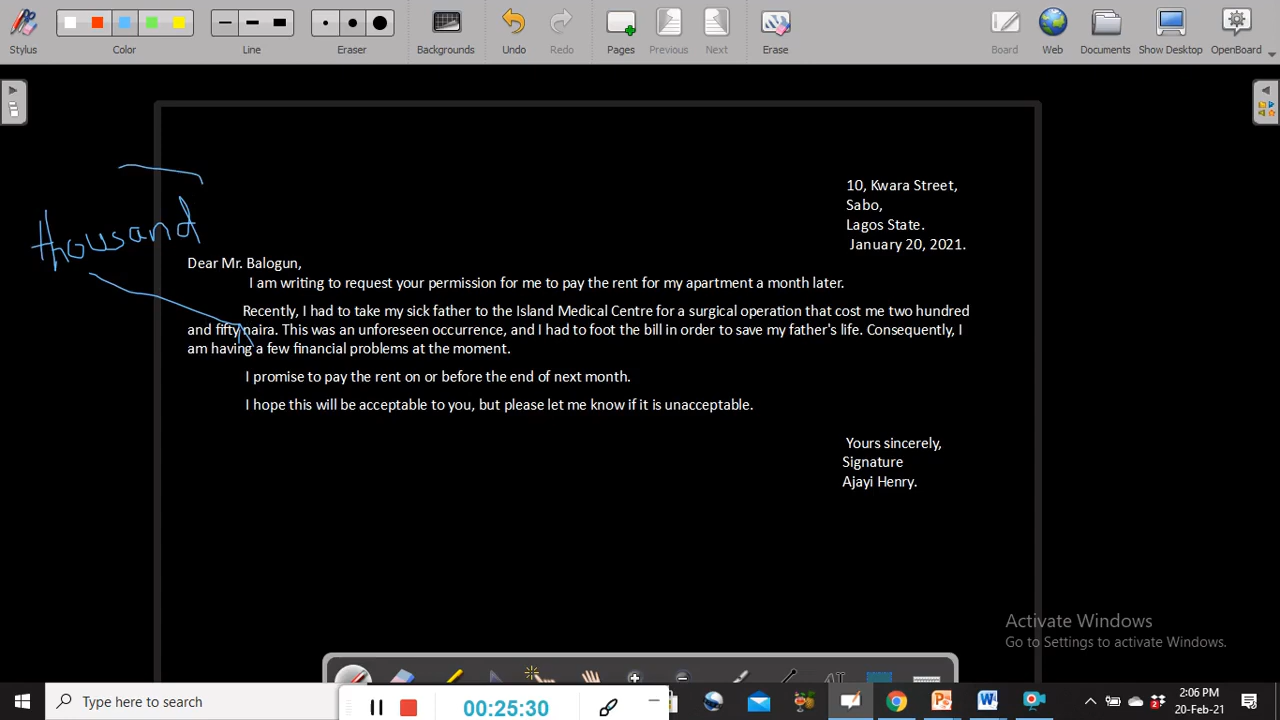 Stylus
Color
Line
Eraser
Backgrounds
Undo
Redo
Pages
Previous
Next
Erase
Board
Web
Documents
Show Desktop
OpenBoard
10, Kwara Street,
Sabo,
Lagos State.
January 20, 2021.
thousand
Dear Mr. Balogun,
I am writing to request your permission for me to pay the rent for my apartment a month later.
Recently, I had to take my sick father to the Island Medical Centre for a surgical operation that cost me two hundred
and fifty naira. This was an unforeseen occurrence, and I had to foot the bill in order to save my father's life. Consequently, I
am having a few financial problems at the moment.
I promise to pay the rent on or before the end of next month.
I hope this will be acceptable to you, but please let me know if it is unacceptable.
Yours sincerely,
Signature
Ajayi Henry.
Activate Windows
Go to Settings to activate Windows.
Type here to search
00:25:30
2:06 PM
20-Feb-21